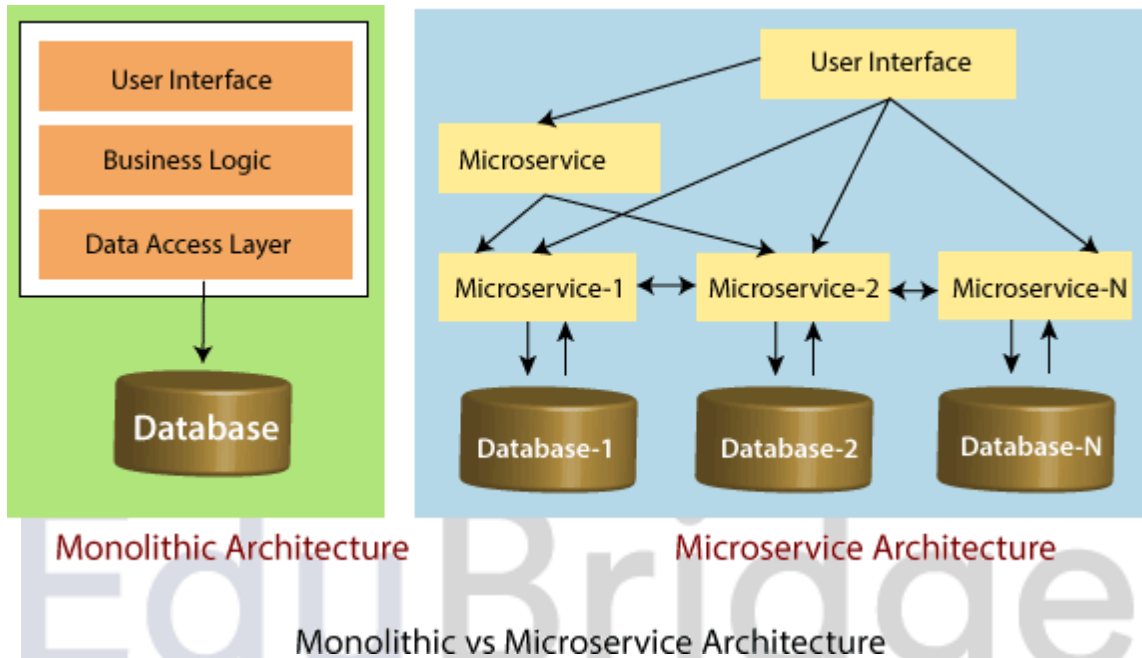 User Interface
Business Logic
Data Access Layer
Database
Monolithic Architecture
User Interface
Microservice
Microservice-1
Microservice-2
Microservice-N
Database-1
Database-2
Database-N
Microservice Architecture
EduBridge
Monolithic vs Microservice Architecture